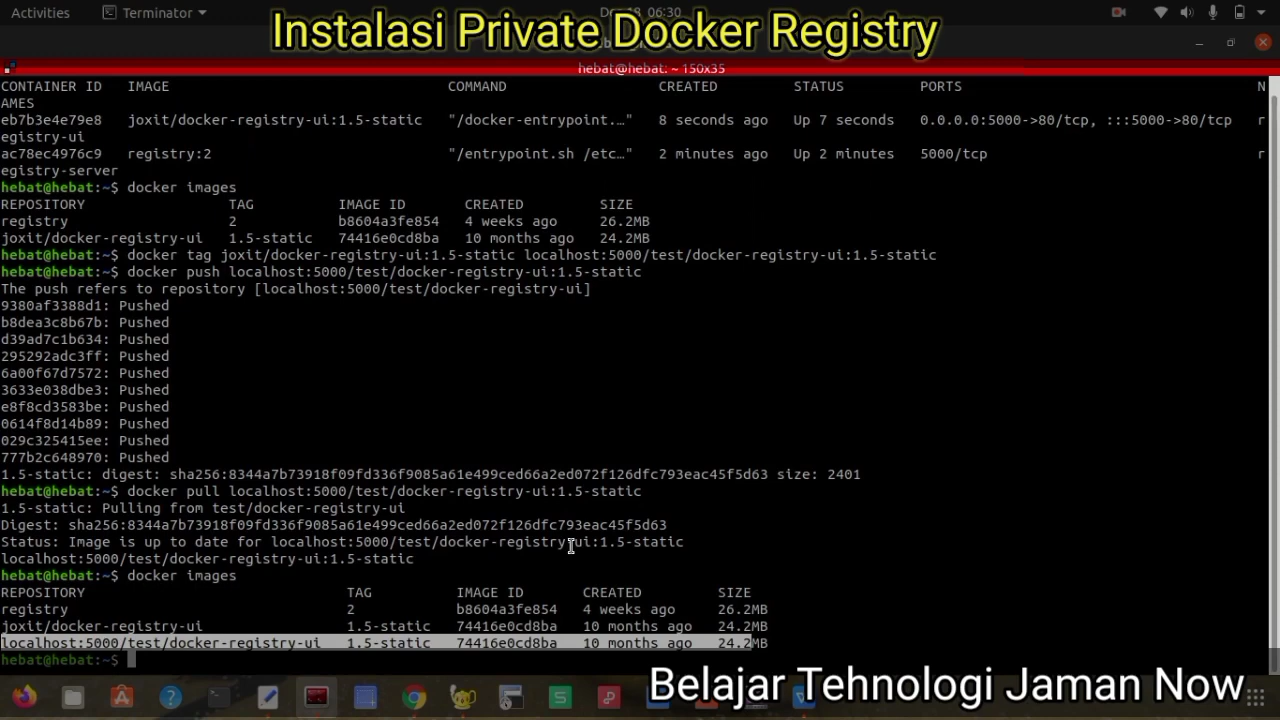 Activities
Terminator
06:30
Instalasi Private Docker Registry
hebat@hebat: ~ 150x35
CONTAINER ID IMAGE COMMAND CREATED STATUS PORTS N
AMES
eb7b3e4e79e8 joxit/docker-registry-ui:1.5-static "/docker-entrypoint.…" 8 seconds ago Up 7 seconds 0.0.0.0:5000->80/tcp, :::5000->80/tcp r
egistry-ui
ac78ec4976c9 registry:2 "/entrypoint.sh /etc…" 2 minutes ago Up 2 minutes 5000/tcp r
egistry-server
hebat@hebat:~$ docker images
REPOSITORY TAG IMAGE ID CREATED SIZE
registry 2 b8604a3fe854 4 weeks ago 26.2MB
joxit/docker-registry-ui 1.5-static 74416e0cd8ba 10 months ago 24.2MB
hebat@hebat:~$ docker tag joxit/docker-registry-ui:1.5-static localhost:5000/test/docker-registry-ui:1.5-static
hebat@hebat:~$ docker push localhost:5000/test/docker-registry-ui:1.5-static
The push refers to repository [localhost:5000/test/docker-registry-ui]
9380af3388d1: Pushed
b8dea3c8b67b: Pushed
d39ad7c1b634: Pushed
295292adc3ff: Pushed
6a00f67d7572: Pushed
3633e038dbe3: Pushed
e8f8cd3583be: Pushed
0614f8d14b89: Pushed
029c325415ee: Pushed
777b2c648970: Pushed
1.5-static: digest: sha256:8344a7b73918f09fd336f9085a61e499ced66a2ed072f126dfc793eac45f5d63 size: 2401
hebat@hebat:~$ docker pull localhost:5000/test/docker-registry-ui:1.5-static
1.5-static: Pulling from test/docker-registry-ui
Digest: sha256:8344a7b73918f09fd336f9085a61e499ced66a2ed072f126dfc793eac45f5d63
Status: Image is up to date for localhost:5000/test/docker-registry-ui:1.5-static
localhost:5000/test/docker-registry-ui:1.5-static
hebat@hebat:~$ docker images
REPOSITORY TAG IMAGE ID CREATED SIZE
registry 2 b8604a3fe854 4 weeks ago 26.2MB
joxit/docker-registry-ui 1.5-static 74416e0cd8ba 10 months ago 24.2MB
localhost:5000/test/docker-registry-ui 1.5-static 74416e0cd8ba 10 months ago 24.2MB
hebat@hebat:~$
Belajar Tehnologi Jaman Now